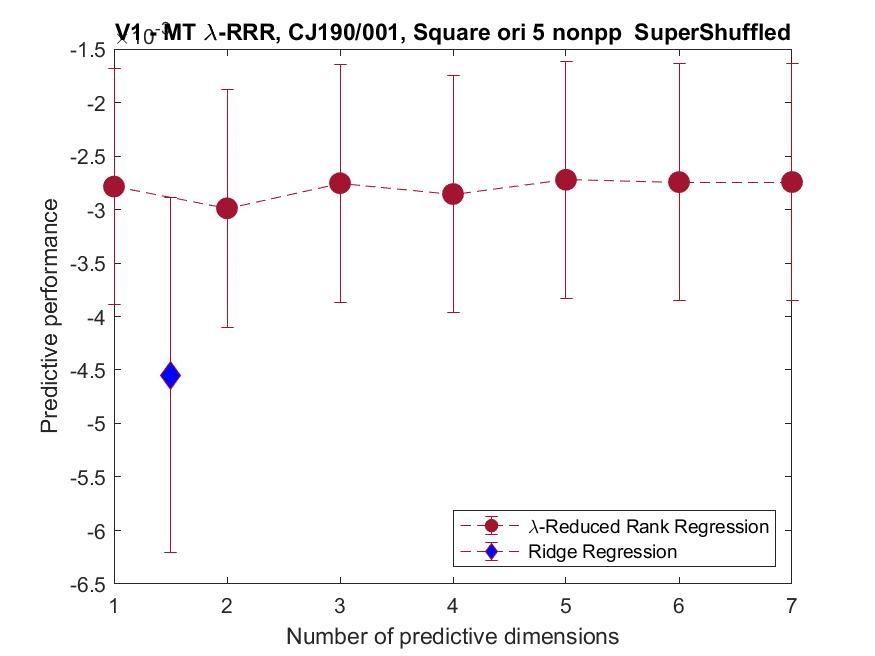 V1 - MT λ-RRR, CJ190/001, Square ori 5 nonpp SuperShuffled
×10⁻³
-1.5
-2
-2.5
-3
-3.5
-4
-4.5
-5
-5.5
-6
-6.5
Predictive performance
λ-Reduced Rank Regression
Ridge Regression
1 2 3 4 5 6 7
Number of predictive dimensions